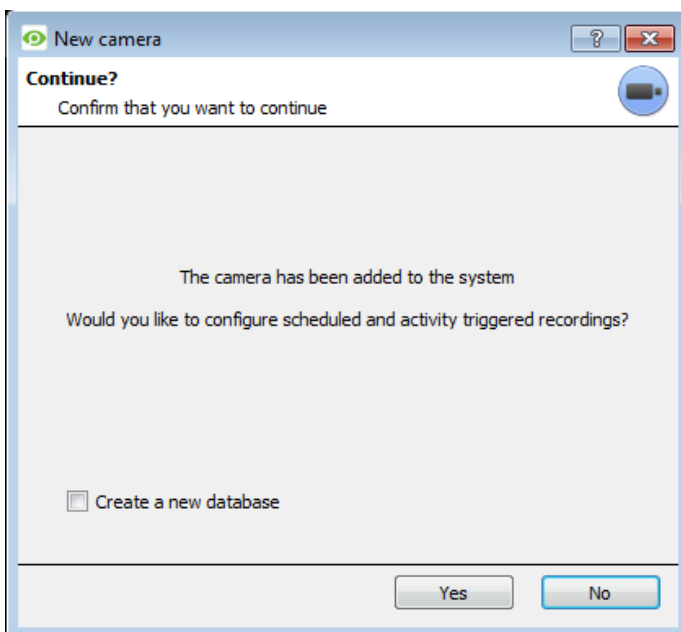 New camera
?
Continue?
Confirm that you want to continue
The camera has been added to the system
Would you like to configure scheduled and activity triggered recordings?
Create a new database
Yes
No